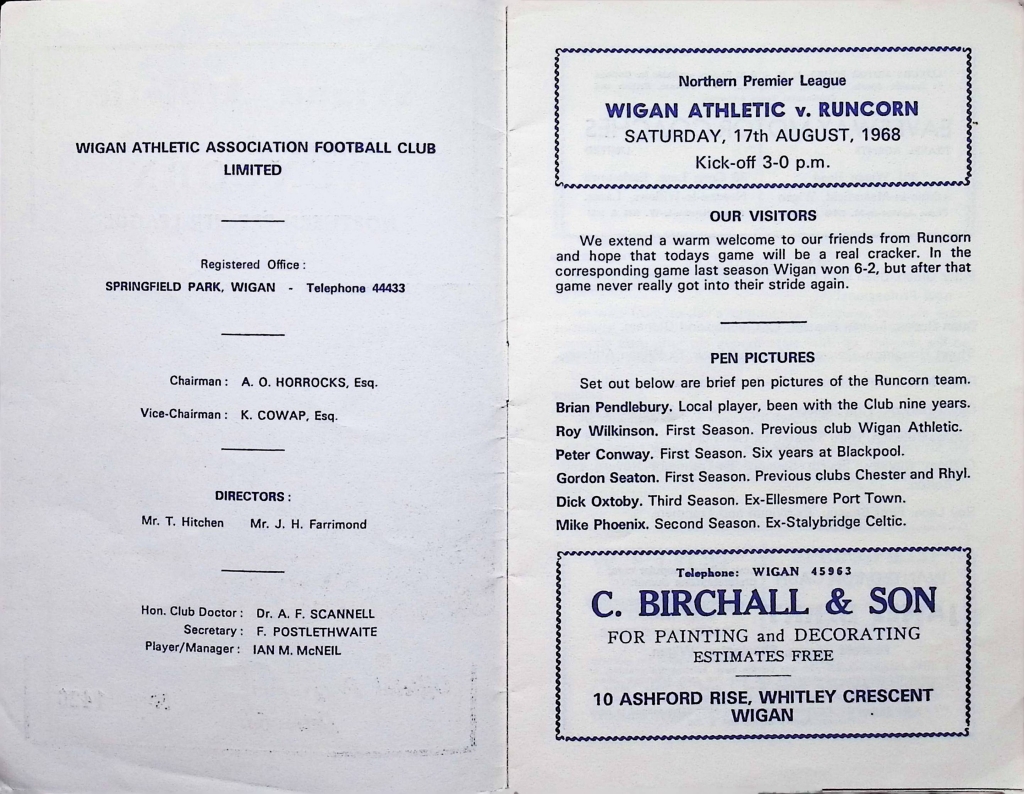 WIGAN ATHLETIC ASSOCIATION FOOTBALL CLUB
LIMITED
Registered Office :
SPRINGFIELD PARK, WIGAN - Telephone 44433
Chairman : A. O. HORROCKS, Esq.
Vice-Chairman : K. COWAP, Esq.
DIRECTORS :
Mr. T. Hitchen Mr. J. H. Farrimond
Hon. Club Doctor : Dr. A. F. SCANNELL
Secretary : F. POSTLETHWAITE
Player/Manager : IAN M. McNEIL
Northern Premier League
WIGAN ATHLETIC v. RUNCORN
SATURDAY, 17th AUGUST, 1968
Kick-off 3-0 p.m.
OUR VISITORS
We extend a warm welcome to our friends from Runcorn
and hope that todays game will be a real cracker. In the
corresponding game last season Wigan won 6-2, but after that
game never really got into their stride again.
PEN PICTURES
Set out below are brief pen pictures of the Runcorn team.
Brian Pendlebury. Local player, been with the Club nine years.
Roy Wilkinson. First Season. Previous club Wigan Athletic.
Peter Conway. First Season. Six years at Blackpool.
Gordon Seaton. First Season. Previous clubs Chester and Rhyl.
Dick Oxtoby. Third Season. Ex-Ellesmere Port Town.
Mike Phoenix. Second Season. Ex-Stalybridge Celtic.
Telephone: WIGAN 45963
C. BIRCHALL & SON
FOR PAINTING and DECORATING
ESTIMATES FREE
10 ASHFORD RISE, WHITLEY CRESCENT
WIGAN